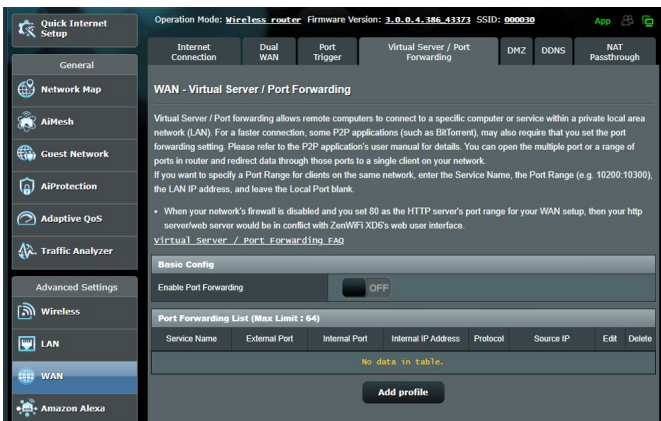 Quick Internet
Setup
General
Network Map
AiMesh
Guest Network
AiProtection
Adaptive QoS
Traffic Analyzer
Advanced Settings
Wireless
LAN
WAN
Amazon Alexa
Operation Mode: Wireless router Firmware Version: 3.0.0.4.386_43373 SSID: 000030
App
Internet
Connection
Dual
WAN
Port
Trigger
Virtual Server / Port
Forwarding
DMZ
DDNS
NAT
Passthrough
WAN - Virtual Server / Port Forwarding
Virtual Server / Port forwarding allows remote computers to connect to a specific computer or service within a private local area
network (LAN). For a faster connection, some P2P applications (such as BitTorrent), may also require that you set the port
forwarding setting. Please refer to the P2P application's user manual for details. You can open the multiple port or a range of
ports in router and redirect data through those ports to a single client on your network.
If you want to specify a Port Range for clients on the same network, enter the Service Name, the Port Range (e.g. 10200:10300),
the LAN IP address, and leave the Local Port blank.
• When your network's firewall is disabled and you set 80 as the HTTP server's port range for your WAN setup, then your http
server/web server would be in conflict with ZenWiFi XD6's web user interface.
Virtual Server / Port Forwarding FAQ
Basic Config
Enable Port Forwarding
OFF
Port Forwarding List (Max Limit : 64)
Service Name External Port Internal Port Internal IP Address Protocol Source IP Edit Delete
No data in table.
Add profile